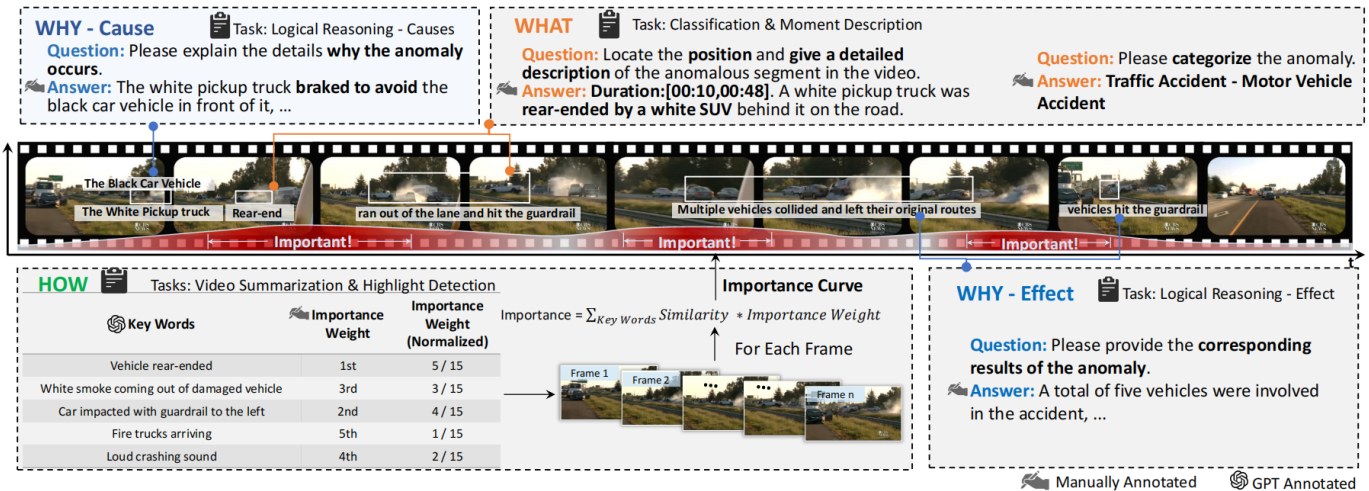 WHY - Cause
Task: Logical Reasoning - Causes
Question: Please explain the details why the anomaly
occurs.
Answer: The white pickup truck braked to avoid the
black car vehicle in front of it, ...
WHAT
Task: Classification & Moment Description
Question: Locate the position and give a detailed
description of the anomalous segment in the video.
Answer: Duration:[00:10,00:48]. A white pickup truck was
rear-ended by a white SUV behind it on the road.
Question: Please categorize the anomaly.
Answer: Traffic Accident - Motor Vehicle
Accident
The Black Car Vehicle
The White Pickup truck
Rear-end
ran out of the lane and hit the guardrail
Multiple vehicles collided and left their original routes
vehicles hit the guardrail
Important!
Important!
Important!
t
HOW
Tasks: Video Summarization & Highlight Detection
Key Words
Importance
Weight
Importance
Weight
(Normalized)
Vehicle rear-ended 1st 5 / 15
White smoke coming out of damaged vehicle 3rd 3 / 15
Car impacted with guardrail to the left 2nd 4 / 15
Fire trucks arriving 5th 1 / 15
Loud crashing sound 4th 2 / 15
Importance Curve
Importance = ∑Key Words Similarity * Importance Weight
For Each Frame
Frame 1
Frame 2
...
...
Frame n
WHY - Effect
Task: Logical Reasoning - Effect
Question: Please provide the corresponding
results of the anomaly.
Answer: A total of five vehicles were involved
in the accident, ...
Manually Annotated
GPT Annotated